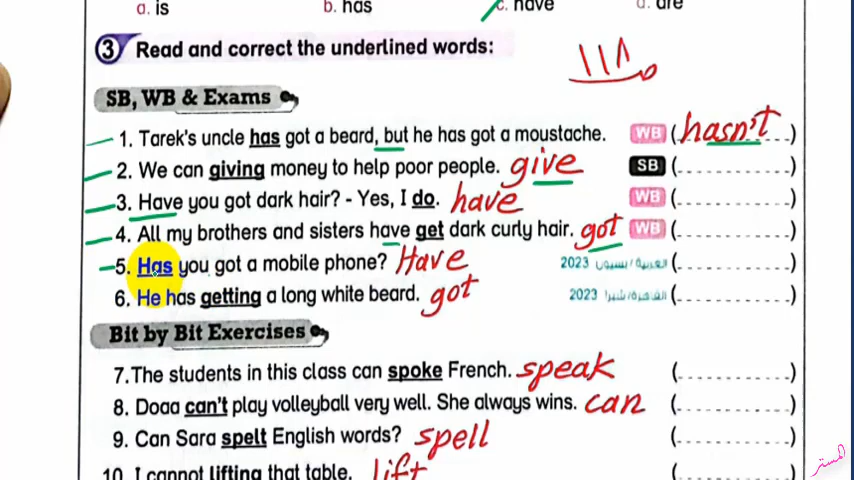 a. is b. has c. have d. are
3 Read and correct the underlined words:
١١٨
SB, WB & Exams
1. Tarek's uncle has got a beard, but he has got a moustache. WB (hasn't)
2. We can giving money to help poor people. give SB (..............)
3. Have you got dark hair? - Yes, I do. have WB (..............)
4. All my brothers and sisters have get dark curly hair. got WB (..............)
5. Has you got a mobile phone? Have 2023 (..............)
6. He has getting a long white beard. got القاهرة/شبرا 2023 (..............)
Bit by Bit Exercises
7.The students in this class can spoke French. speak (..............)
8. Doaa can't play volleyball very well. She always wins. can (..............)
9. Can Sara spelt English words? spell (..............)
10. I cannot lifting that table. lift (..............)
المستر